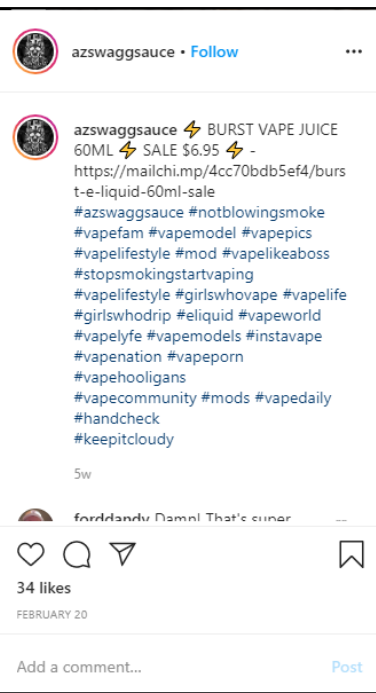 azswaggsauce • Follow
azswaggsauce ⚡ BURST VAPE JUICE
60ML ⚡ SALE $6.95 ⚡ -
https://mailchi.mp/4cc70bdb5ef4/burs
t-e-liquid-60ml-sale
#azswaggsauce #notblowingsmoke
#vapefam #vapemodel #vapepics
#vapelifestyle #mod #vapelikeaboss
#stopsmokingstartvaping
#vapelifestyle #girlswhovape #vapelife
#girlswhodrip #eliquid #vapeworld
#vapelyfe #vapemodels #instavape
#vapenation #vapeporn
#vapehooligans
#vapecommunity #mods #vapedaily
#handcheck
#keepitcloudy
5w
forddandy Damn! That's super
34 likes
FEBRUARY 20
Add a comment...
Post